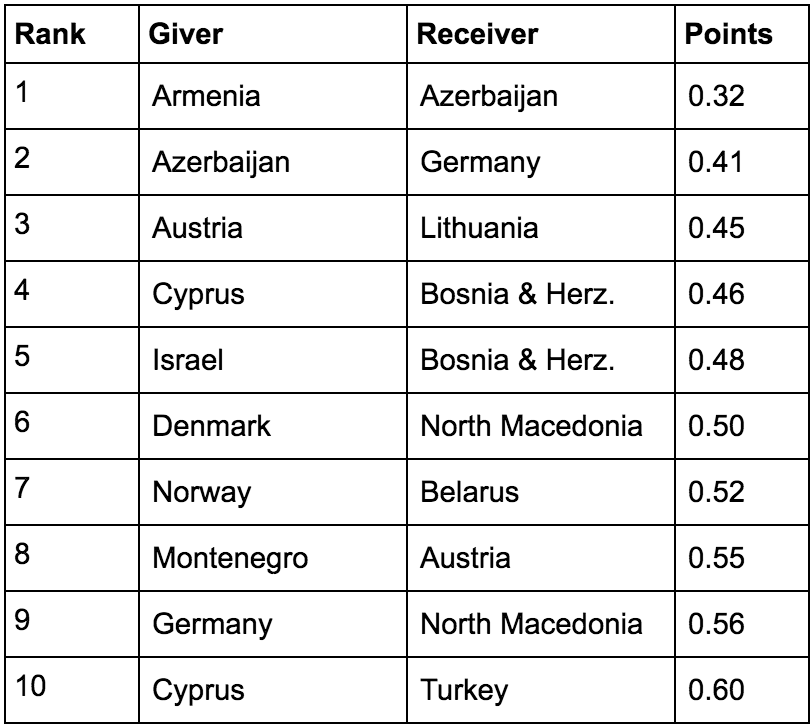 Rank Giver Receiver Points
1 Armenia Azerbaijan 0.32
2 Azerbaijan Germany 0.41
3 Austria Lithuania 0.45
4 Cyprus Bosnia & Herz. 0.46
5 Israel Bosnia & Herz. 0.48
6 Denmark North Macedonia 0.50
7 Norway Belarus 0.52
8 Montenegro Austria 0.55
9 Germany North Macedonia 0.56
10 Cyprus Turkey 0.60